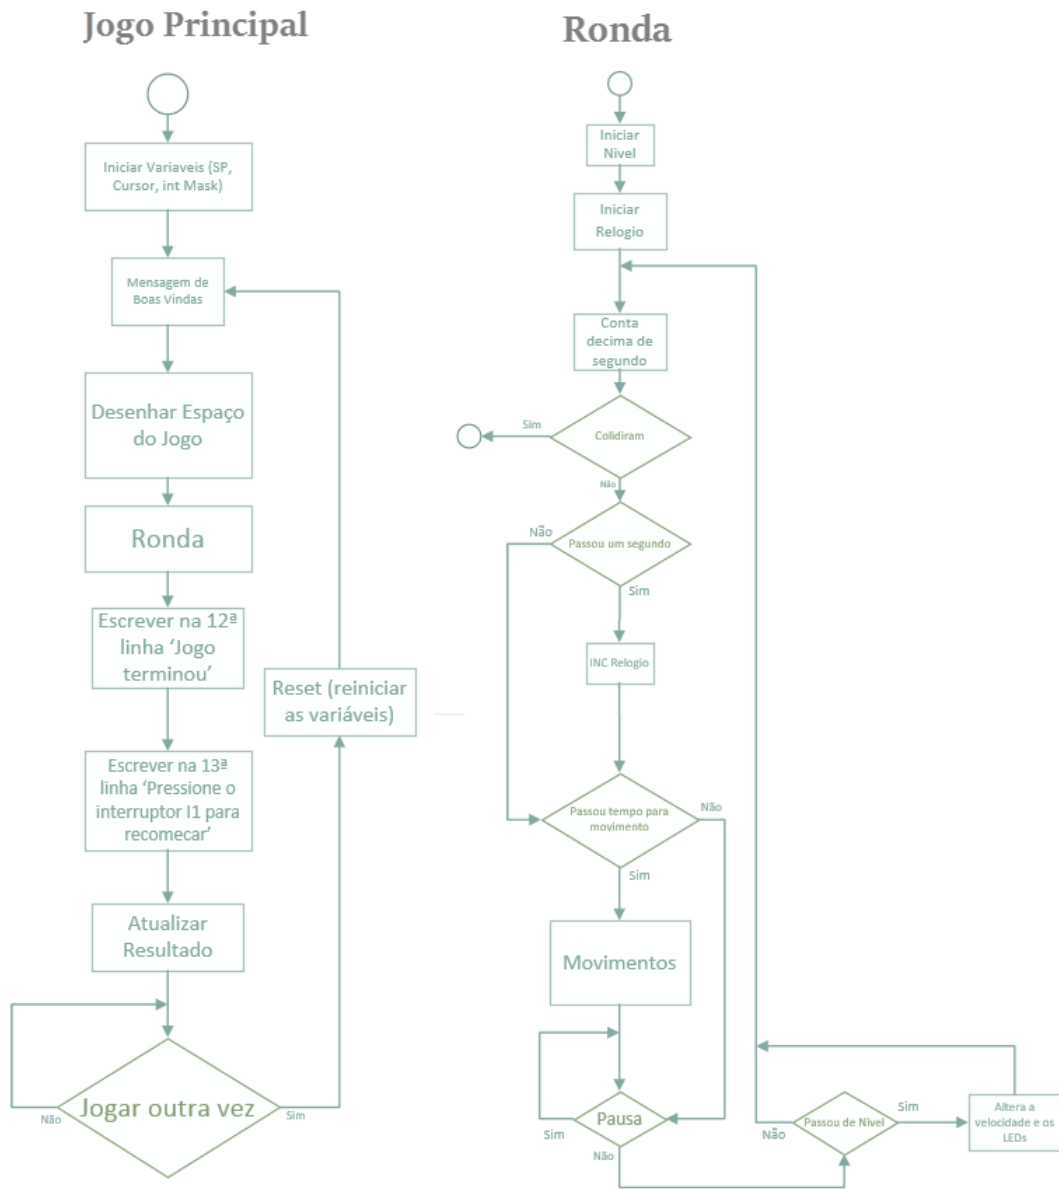 Jogo Principal
Iniciar Variaveis (SP,
Cursor, int Mask)
Mensagem de
Boas Vindas
Desenhar Espaço
do Jogo
Ronda
Escrever na 12ª
linha ‘Jogo
terminou’
Escrever na 13ª
linha ‘Pressione o
interruptor I1 para
recomecar’
Atualizar
Resultado
Jogar outra vez
Não
Sim
Reset (reiniciar
as variáveis)
Ronda
Iniciar
Nivel
Iniciar
Relogio
Conta
decima de
segundo
Colidiram
Sim
Não
Passou um segundo
Não
Sim
INC Relogio
Passou tempo para
movimento
Não
Sim
Movimentos
Pausa
Sim
Não
Passou de Nivel
Não
Sim
Altera a
velocidade e os
LEDs